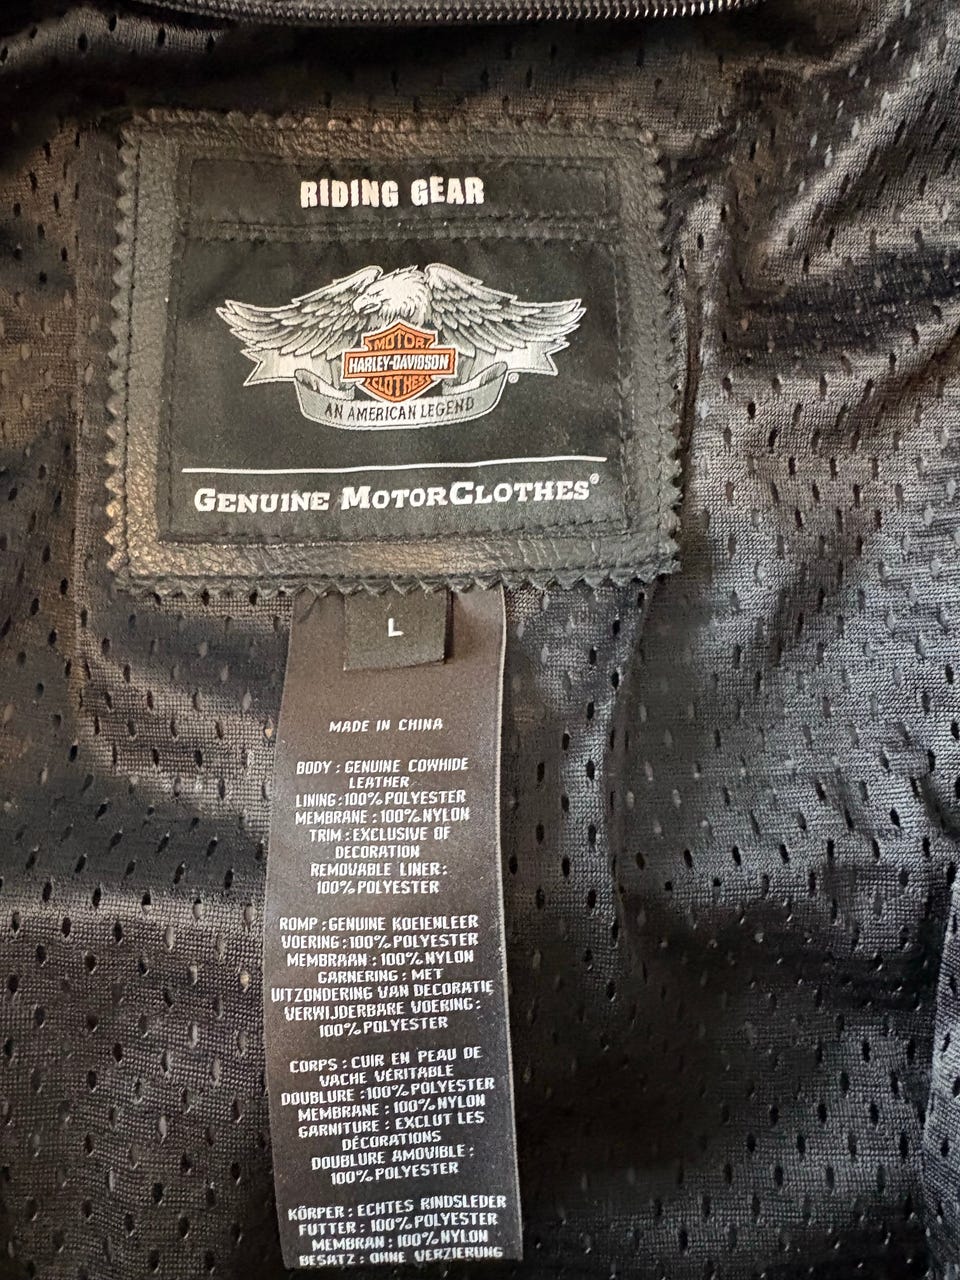 RIDING GEAR
MOTOR
HARLEY-DAVIDSON
CLOTHES
®
AN AMERICAN LEGEND
GENUINE MOTORCLOTHES®
L
MADE IN CHINA
BODY : GENUINE COWHIDE
LEATHER
LINING:100% POLYESTER
MEMBRANE : 100% NYLON
TRIM : EXCLUSIVE OF
DECORATION
REMOVABLE LINER:
100% POLYESTER
ROMP : GENUINE KOEIENLEER
VOERING : 100% POLYESTER
MEMBRAAN : 100% NYLON
GARNERING : MET
UITZONDERING VAN DECORATIE
VERWIJDERBARE VOERING :
100% POLYESTER
CORPS : CUIR EN PEAU DE
VACHE VÉRITABLE
DOUBLURE :100% POLYESTER
MEMBRANE : 100% NYLON
GARNITURE : EXCLUT LES
DÉCORATIONS
DOUBLURE AMOVIBLE :
100% POLYESTER
KÖRPER : ECHTES RINDSLEDER
FUTTER : 100% POLYESTER
MEMBRAN : 100% NYLON
BESATZ : OHNE VERZIERUNG